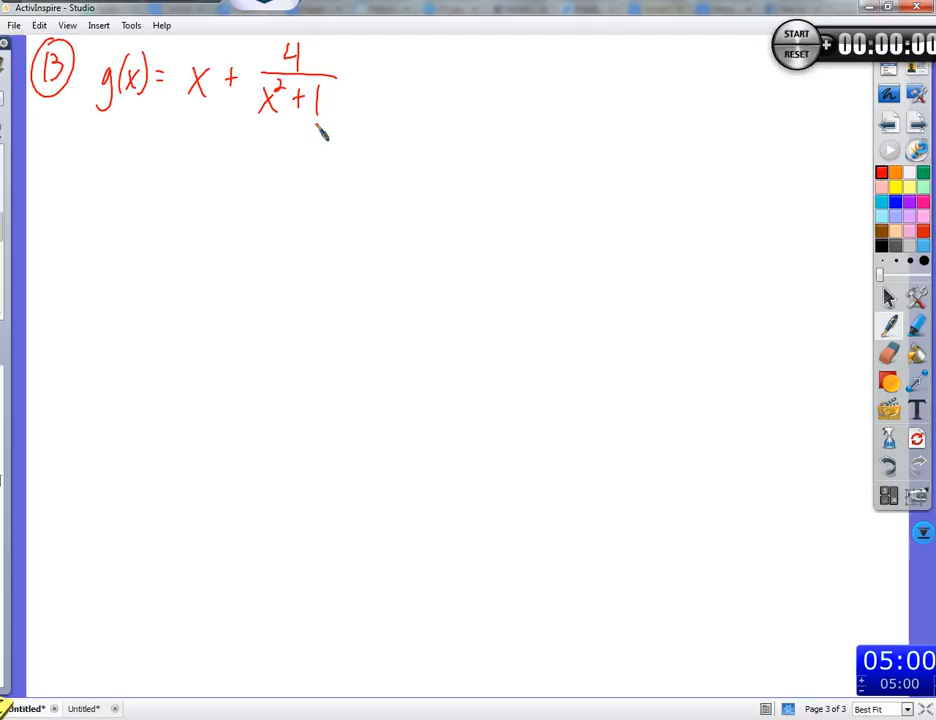 ActivInspire - Studio
File Edit View Insert Tools Help
START
RESET
00:00:00
13 g(x) = x + 4/(x² + 1)
05:00
05:00
Untitled* Untitled* Page 3 of 3 Best Fit